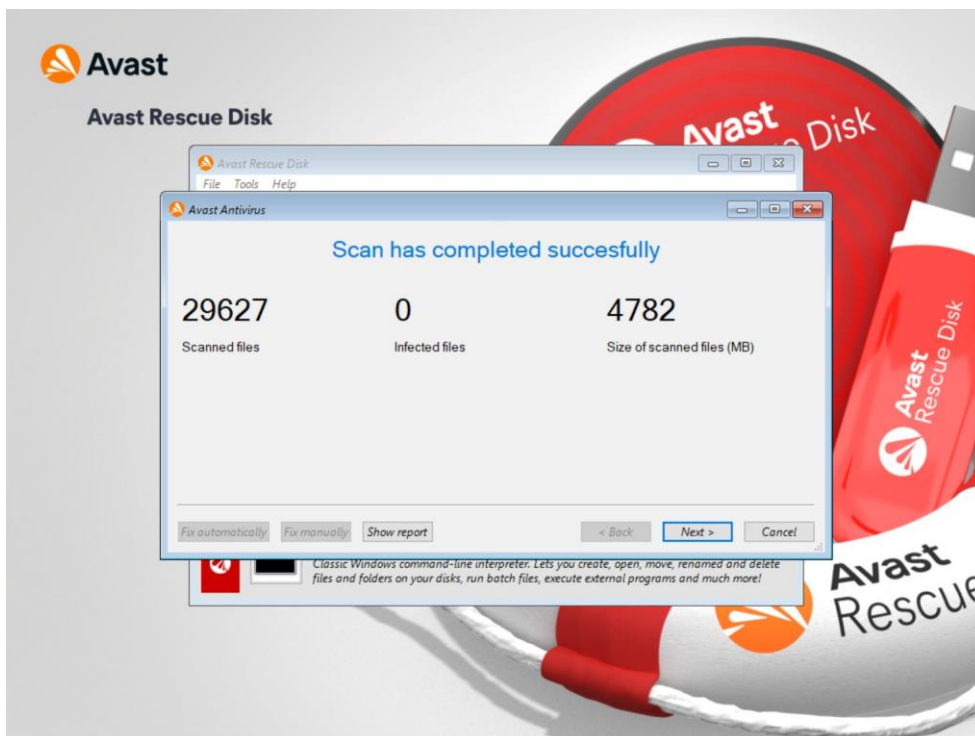 Avast
Avast Rescue Disk
Avast
Disk
Avast Rescue Disk
File Tools Help
Avast Antivirus
Scan has completed succesfully
29627
0
4782
Scanned files
Infected files
Size of scanned files (MB)
Avast
Rescue Disk
Fix automatically
Fix manually
Show report
< Back
Next >
Cancel
Classic Windows command-line interpreter. Lets you create, open, move, renamed and delete
files and folders on your disks, run batch files, execute external programs and much more!
Avast
Rescue